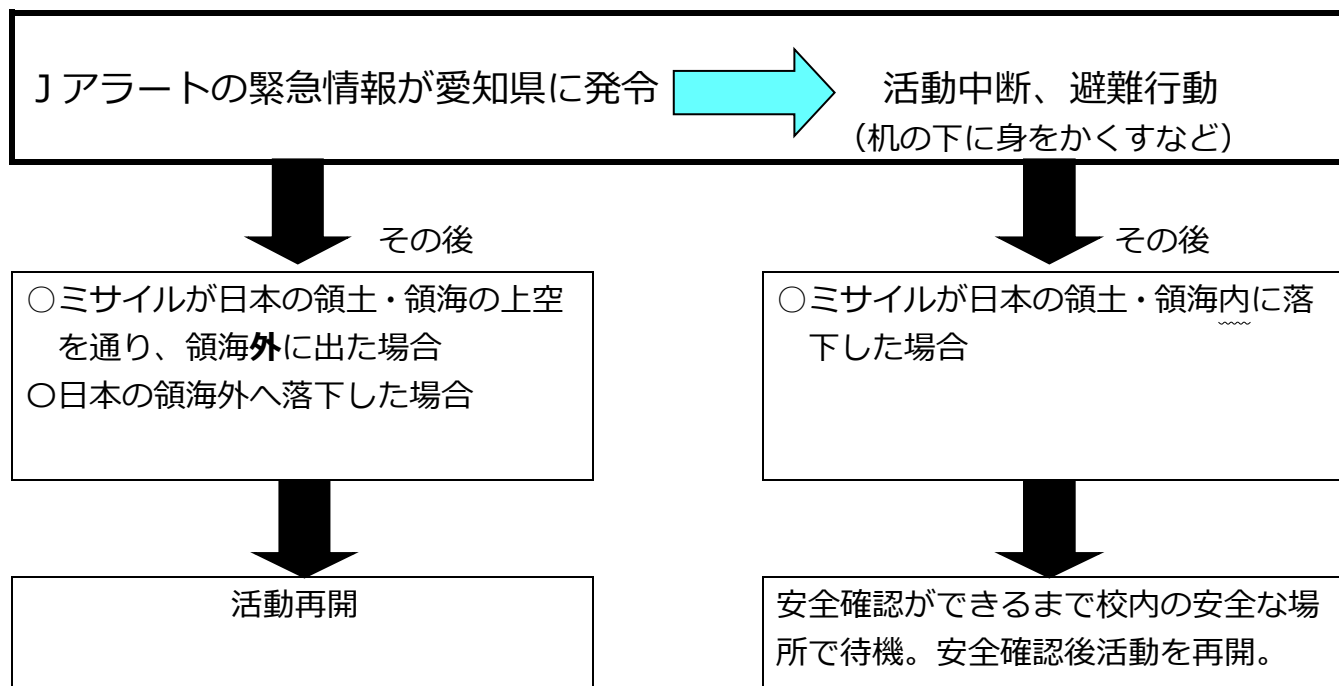 Jアラートの緊急情報が愛知県に発令
活動中断、避難行動
(机の下に身をかくすなど)
その後
その後
○ミサイルが日本の領土・領海の上空
を通り、領海外に出た場合
〇日本の領海外へ落下した場合
○ミサイルが日本の領土・領海内に落
下した場合
活動再開
安全確認ができるまで校内の安全な場
所で待機。安全確認後活動を再開。